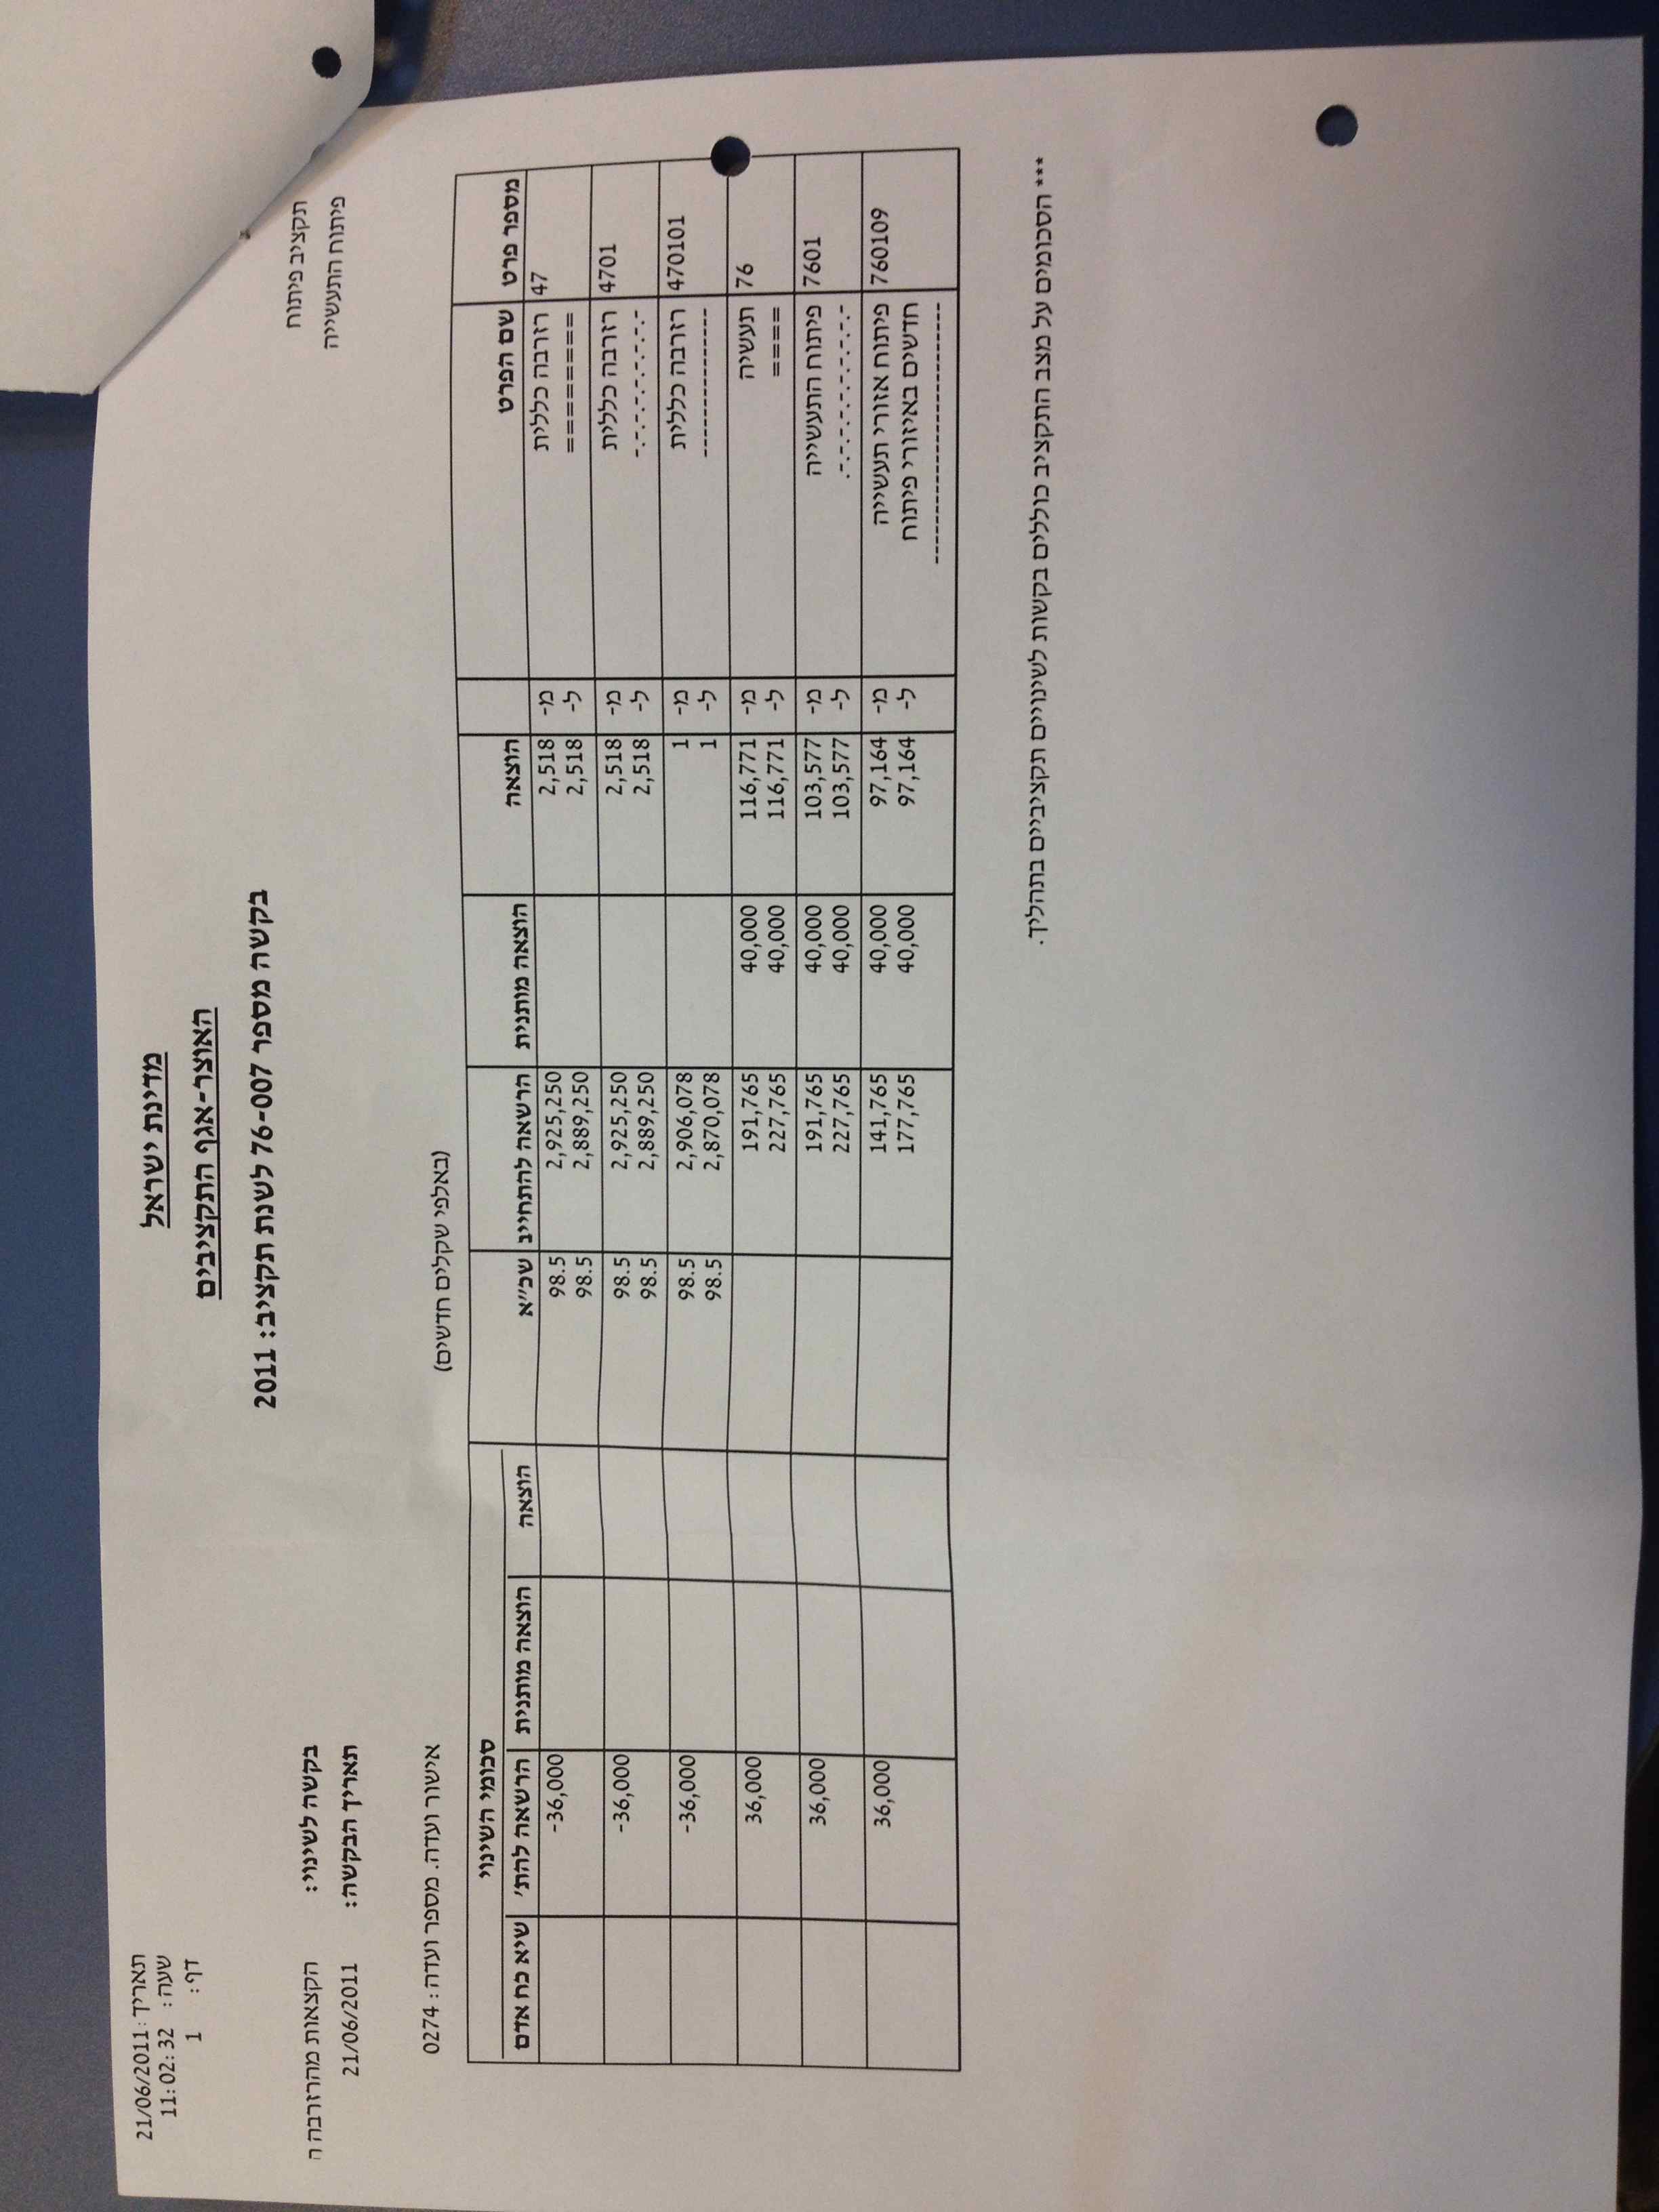 תאריך: 21/06/2011
שעה: 11:02:32
דף: 1
מדינת ישראל
האוצר-אגף התקציבים
בקשה מספר 76-007 לשנת תקציב: 2011
תקציב פיתוח
פיתוח התעשייה
בקשה לשינוי: הקצאות מהרזרבה ה
תאריך הבקשה: 21/06/2011
אישור ועדה. מספר ועדה: 0274
(באלפי שקלים חדשים)
סכומי השינוי
מספר פרט שם הפרט הוצאה הוצאה מותנית הרשאה להתחייב שכ"א הוצאה הוצאה מותנית הרשאה להת' שיא כח אדם
47 רזרבה כללית מ- 2,518 2,925,250 98.5 -36,000
======== ל- 2,518 2,889,250 98.5
4701 רזרבה כללית מ- 2,518 2,925,250 98.5 -36,000
-.-.-.-.-.-.- ל- 2,518 2,889,250 98.5
470101 רזרבה כללית מ- 1 2,906,078 98.5 -36,000
------------- ל- 1 2,870,078 98.5
76 תעשיה מ- 116,771 40,000 191,765 36,000
==== ל- 116,771 40,000 227,765
7601 פיתוח התעשייה מ- 103,577 40,000 191,765 36,000
-.-.-.-.-.-.-.-. ל- 103,577 40,000 227,765
760109 פיתוח אזורי תעשייה מ- 97,164 40,000 141,765 36,000
חדשים באיזורי פיתוח ל- 97,164 40,000 177,765
------------------------
*** הסכומים על מצב התקציב כוללים בקשות לשינויים תקציביים בתהליך.